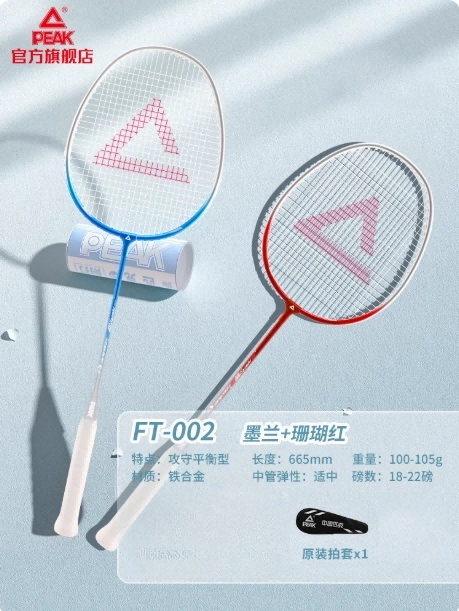 PEAK
官方旗舰店
PEAK
FT-002 墨兰+珊瑚红
特点：攻守平衡型 长度：665mm 重量：100-105g
材质：铁合金 中管弹性：适中 磅数：18-22磅
PEAK
原装拍套x1